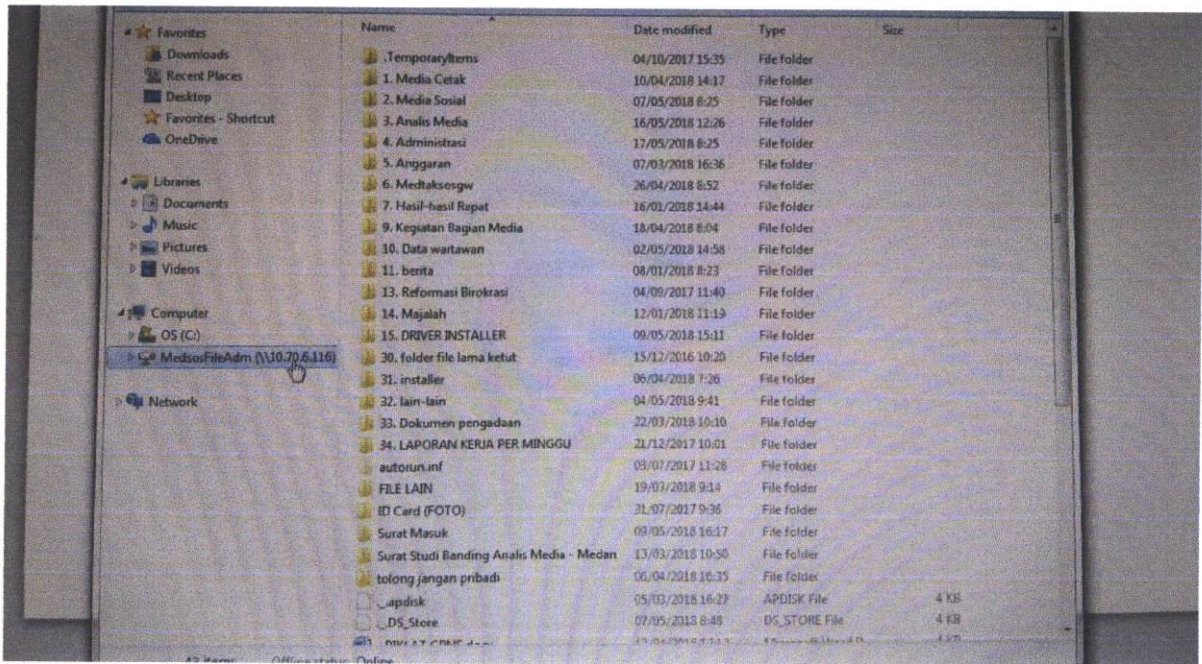 Favorites
Downloads
Recent Places
Desktop
Favorites - Shortcut
OneDrive
Libraries
Documents
Music
Pictures
Videos
Computer
OS (C:)
MedsosFileAdm (\\10.70.6.116)
Network
Name Date modified Type Size
.TemporaryItems 04/10/2017 15:35 File folder
1. Media Cetak 10/04/2018 14:17 File folder
2. Media Sosial 07/05/2018 8:25 File folder
3. Analis Media 16/05/2018 12:26 File folder
4. Administrasi 17/05/2018 8:25 File folder
5. Anggaran 07/03/2018 16:36 File folder
6. Medtaksosgw 26/04/2018 8:52 File folder
7. Hasil-hasil Rapat 16/01/2018 14:44 File folder
9. Kegiatan Bagian Media 18/04/2018 8:04 File folder
10. Data wartawan 02/05/2018 14:58 File folder
11. berita 08/01/2018 8:23 File folder
13. Reformasi Birokrasi 04/09/2017 11:40 File folder
14. Majalah 12/01/2018 11:19 File folder
15. DRIVER INSTALLER 09/05/2018 15:11 File folder
30. folder file lama ketut 15/12/2016 10:20 File folder
31. installer 06/04/2018 7:26 File folder
32. lain-lain 04/05/2018 9:41 File folder
33. Dokumen pengadaan 22/03/2018 10:10 File folder
34. LAPORAN KERJA PER MINGGU 21/12/2017 10:01 File folder
autorun.inf 03/07/2017 11:28 File folder
FILE LAIN 19/03/2018 9:14 File folder
ID Card (FOTO) 31/07/2017 9:36 File folder
Surat Masuk 09/05/2018 16:17 File folder
Surat Studi Banding Analis Media - Medan 13/03/2018 10:50 File folder
tolong jangan pribadi 06/04/2018 16:35 File folder
._apdisk 05/03/2018 16:27 APDISK File 4 KB
._DS_Store 07/05/2018 8:48 DS_STORE File 4 KB
Offline status: Online